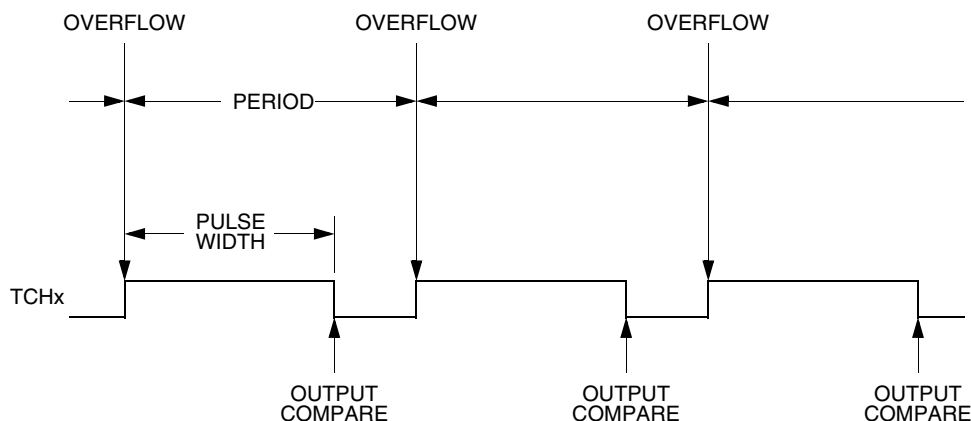 OVERFLOW OVERFLOW OVERFLOW
PERIOD
PULSE
WIDTH
TCHx
OUTPUT
COMPARE
OUTPUT
COMPARE
OUTPUT
COMPARE